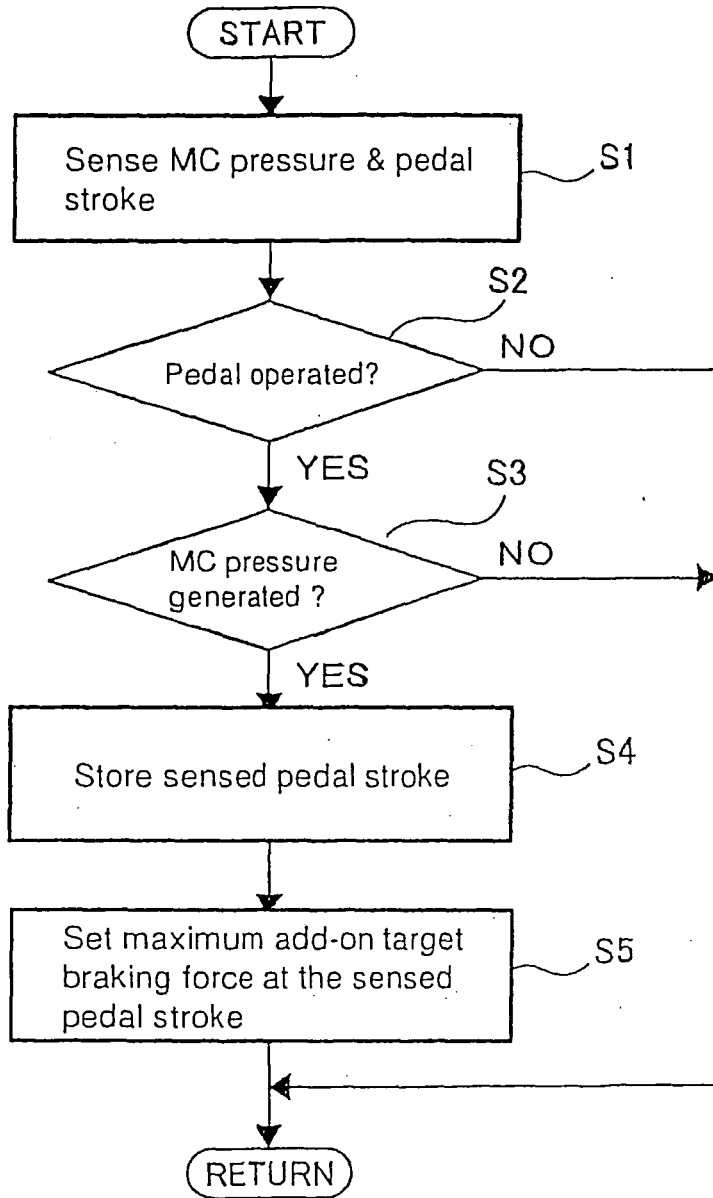 START
Sense MC pressure & pedal
stroke
S1
S2
Pedal operated?
NO
YES
S3
MC pressure
generated ?
NO
YES
Store sensed pedal stroke
S4
Set maximum add-on target
braking force at the sensed
pedal stroke
S5
RETURN